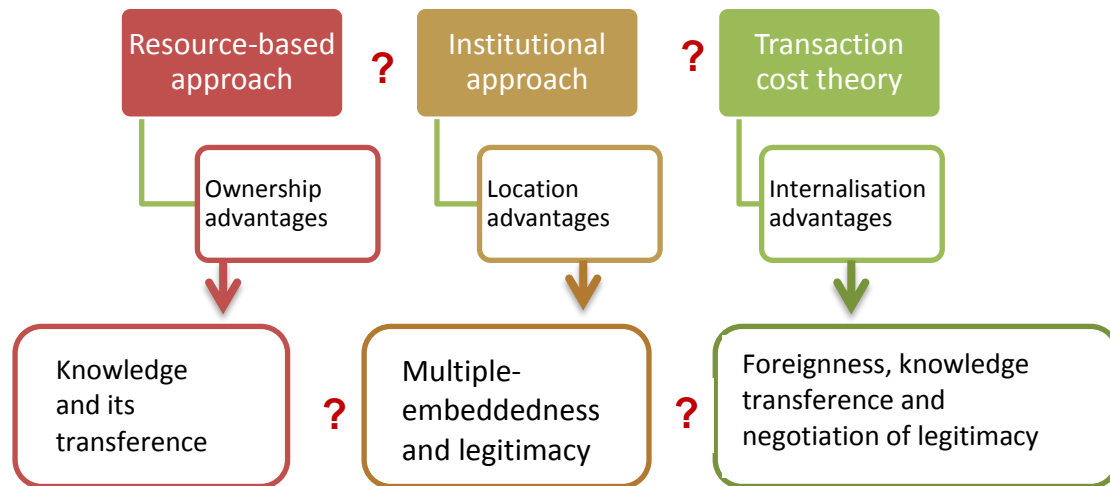 Resource-based
approach
?
Institutional
approach
?
Transaction
cost theory
Ownership
advantages
Location
advantages
Internalisation
advantages
Knowledge
and its
transference
?
Multiple-
embeddedness
and legitimacy
?
Foreignness, knowledge
transference and
negotiation of legitimacy